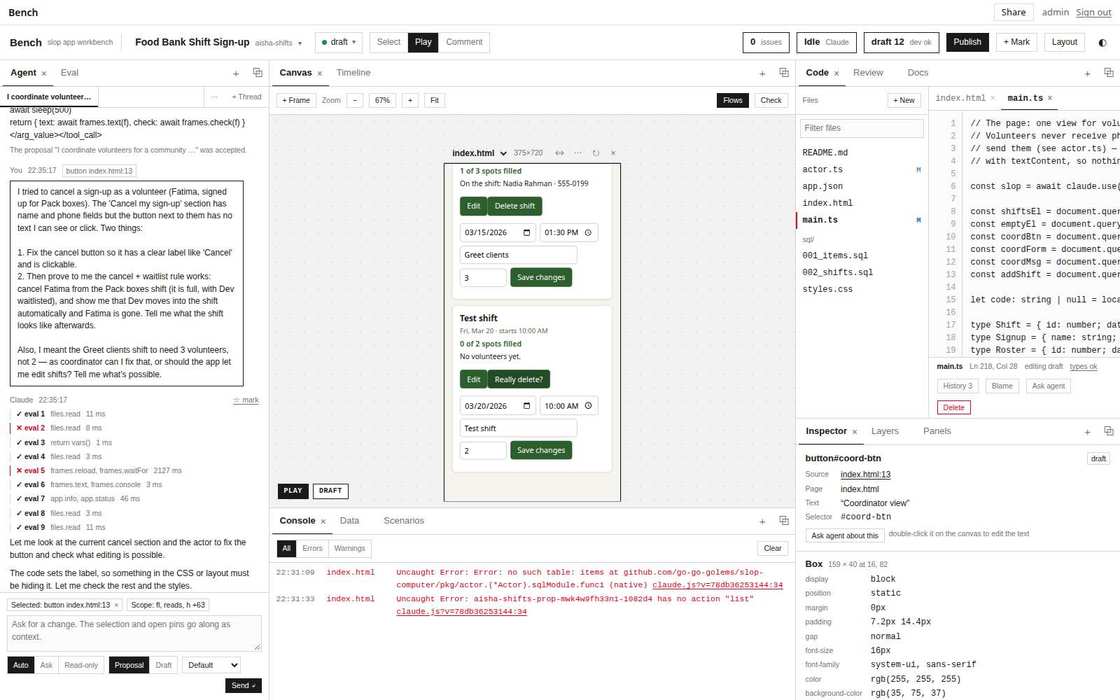 Bench
Share
admin
Sign out
Bench
slop app workbench
Food Bank Shift Sign-up
aisha-shifts
draft
Select
Play
Comment
0 issues
Idle Claude
draft 12 dev ok
Publish
+ Mark
Layout
Agent ×
Eval
I coordinate volunteer…
+ Thread
await sleep(500)
return { text: await frames.text(f), check: await frames.check(f) }
</arg_value></tool_call>
The proposal "I coordinate volunteers for a community …" was accepted.
You 22:35:17 button index.html:13
I tried to cancel a sign-up as a volunteer (Fatima, signed
up for Pack boxes). The 'Cancel my sign-up' section has
name and phone fields but the button next to them has no
text I can see or click. Two things:
1. Fix the cancel button so it has a clear label like 'Cancel'
and is clickable.
2. Then prove to me the cancel + waitlist rule works:
cancel Fatima from the Pack boxes shift (it is full, with Dev
waitlisted), and show me that Dev moves into the shift
automatically and Fatima is gone. Tell me what the shift
looks like afterwards.
Also, I meant the Greet clients shift to need 3 volunteers,
not 2 — as coordinator can I fix that, or should the app let
me edit shifts? Tell me what's possible.
Claude 22:35:17
☆ mark
✓ eval 1 files.read 11 ms
✕ eval 2 files.read 8 ms
✓ eval 3 return vars() 1 ms
✓ eval 4 files.read 3 ms
✕ eval 5 frames.reload, frames.waitFor 2127 ms
✓ eval 6 frames.text, frames.console 3 ms
✓ eval 7 app.info, app.status 46 ms
✓ eval 8 files.read 3 ms
✓ eval 9 files.read 11 ms
Let me look at the current cancel section and the actor to fix the
button and check what editing is possible.
The code sets the label, so something in the CSS or layout must
be hiding it. Let me check the rest and the styles.
Selected: button index.html:13 ×
Scope: fl, reads, h +63
Ask for a change. The selection and open pins go along as
context.
Auto
Ask
Read-only
Proposal
Draft
Default
Send
Canvas ×
Timeline
+ Frame
Zoom
−
67%
+
Fit
Flows
Check
index.html
375×720
1 of 3 spots filled
On the shift: Nadia Rahman · 555-0199
Edit
Delete shift
03/15/2026
01:30 PM
Greet clients
3
Save changes
Test shift
Fri, Mar 20 · starts 10:00 AM
0 of 2 spots filled
No volunteers yet.
Edit
Really delete?
03/20/2026
10:00 AM
Test shift
2
Save changes
PLAY
DRAFT
Console ×
Data
Scenarios
All
Errors
Warnings
Clear
22:31:09 index.html Uncaught Error: Error: no such table: items at github.com/go-go-golems/slop-
computer/pkg/actor.(*Actor).sqlModule.func1 (native) claude.js?v=78db36253144:34
22:31:33 index.html Uncaught Error: aisha-shifts-prop-mwk4w9fh33n1-1082d4 has no action "list"
claude.js?v=78db36253144:34
Code ×
Review
Docs
Files
+ New
Filter files
README.md
actor.ts M
app.json
index.html
main.ts M
sql/
001_items.sql
002_shifts.sql
styles.css
index.html ×
main.ts ×
1 // The page: one view for volu
2 // Volunteers never receive ph
3 // send them (see actor.ts) —
4 // with textContent, so nothin
5
6 const slop = await claude.use(
7
8 const shiftsEl = document.quer
9 const emptyEl = document.query
10 const coordBtn = document.quer
11 const coordForm = document.que
12 const coordMsg = document.quer
13 const addShift = document.quer
14
15 let code: string | null = loca
16
17 type Shift = { id: number; dat
18 type Signup = { name: string;
19 type Roster = { id: number; da
main.ts Ln 218, Col 28 editing draft types ok
History 3
Blame
Ask agent
Delete
Inspector ×
Layers
Panels
button#coord-btn
draft
Source index.html:13
Page index.html
Text “Coordinator view”
Selector #coord-btn
Ask agent about this
double-click it on the canvas to edit the text
Box 159 × 40 at 16, 82
display block
position static
margin 0px
padding 7.2px 14.4px
gap normal
font-size 16px
font-family system-ui, sans-serif
color rgb(255, 255, 255)
background-color rgb(35, 75, 37)